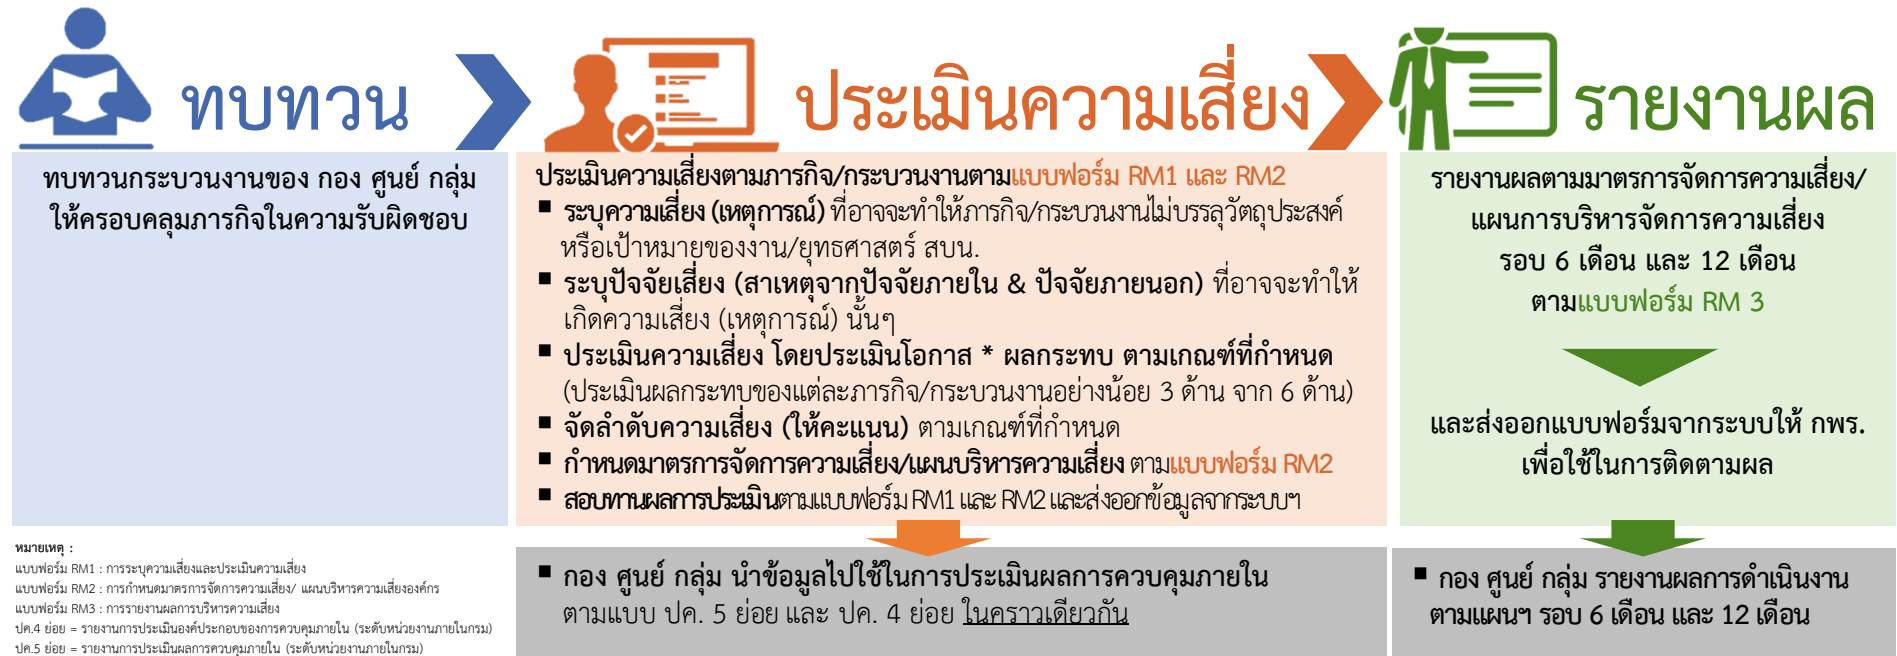 ทบทวน
ทบทวนกระบวนงานของ กอง ศูนย์ กลุ่ม
ให้ครอบคลุมภารกิจในความรับผิดชอบ
ประเมินความเสี่ยง
ประเมินความเสี่ยงตามภารกิจ/กระบวนงานตามแบบฟอร์ม RM1 และ RM2
▪ ระบุความเสี่ยง (เหตุการณ์) ที่อาจจะทำให้ภารกิจ/กระบวนงานไม่บรรลุวัตถุประสงค์
หรือเป้าหมายของงาน/ยุทธศาสตร์ สบน.
▪ ระบุปัจจัยเสี่ยง (สาเหตุจากปัจจัยภายใน & ปัจจัยภายนอก) ที่อาจจะทำให้
เกิดความเสี่ยง (เหตุการณ์) นั้นๆ
▪ ประเมินความเสี่ยง โดยประเมินโอกาส * ผลกระทบ ตามเกณฑ์ที่กำหนด
(ประเมินผลกระทบของแต่ละภารกิจ/กระบวนงานอย่างน้อย 3 ด้าน จาก 6 ด้าน)
▪ จัดลำดับความเสี่ยง (ให้คะแนน) ตามเกณฑ์ที่กำหนด
▪ กำหนดมาตรการจัดการความเสี่ยง/แผนบริหารความเสี่ยง ตามแบบฟอร์ม RM2
▪ สอบทานผลการประเมินตามแบบฟอร์ม RM1 และ RM2 และส่งออกข้อมูลจากระบบฯ
▪ กอง ศูนย์ กลุ่ม นำข้อมูลไปใช้ในการประเมินผลการควบคุมภายใน
ตามแบบ ปค. 5 ย่อย และ ปค. 4 ย่อย ในคราวเดียวกัน
รายงานผล
รายงานผลตามมาตรการจัดการความเสี่ยง/
แผนการบริหารจัดการความเสี่ยง
รอบ 6 เดือน และ 12 เดือน
ตามแบบฟอร์ม RM 3
และส่งออกแบบฟอร์มจากระบบให้ กพร.
เพื่อใช้ในการติดตามผล
▪ กอง ศูนย์ กลุ่ม รายงานผลการดำเนินงาน
ตามแผนฯ รอบ 6 เดือน และ 12 เดือน
หมายเหตุ :
แบบฟอร์ม RM1 : การระบุความเสี่ยงและประเมินความเสี่ยง
แบบฟอร์ม RM2 : การกำหนดมาตรการจัดการความเสี่ยง/ แผนบริหารความเสี่ยงองค์กร
แบบฟอร์ม RM3 : การรายงานผลการบริหารความเสี่ยง
ปค.4 ย่อย = รายงานการประเมินองค์ประกอบของการควบคุมภายใน (ระดับหน่วยงานภายในกรม)
ปค.5 ย่อย = รายงานการประเมินผลการควบคุมภายใน (ระดับหน่วยงานภายในกรม)